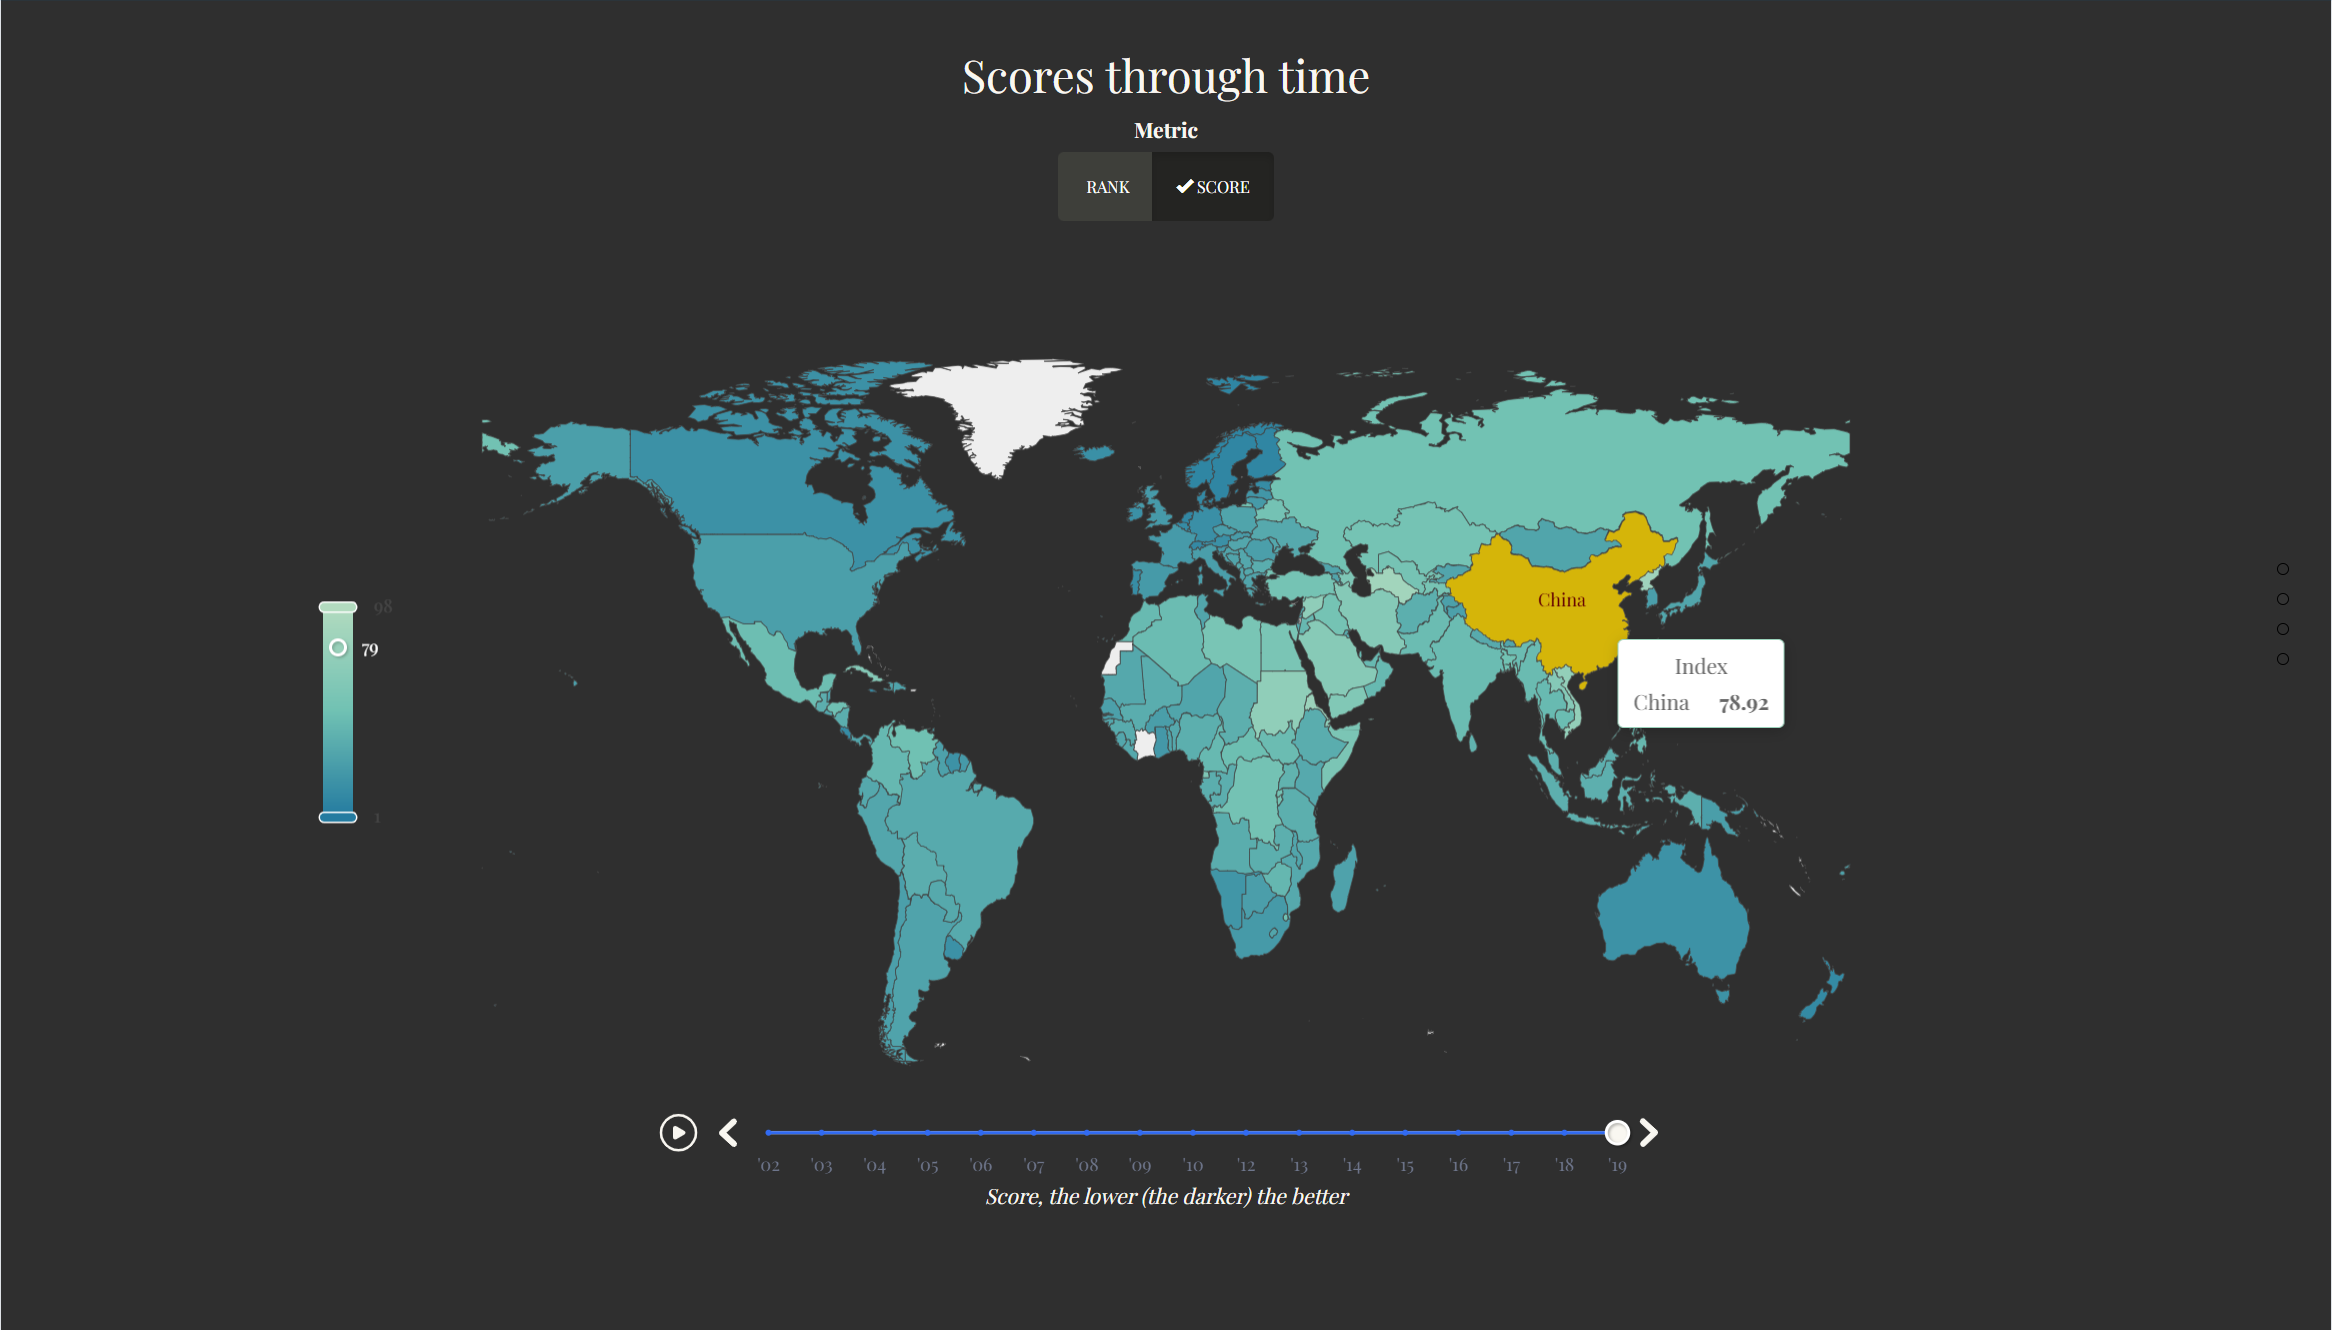 Scores through time
Metric
RANK ✔SCORE
98
79
1
China
Index
China 78.92
'02 '03 '04 '05 '06 '07 '08 '09 '10 '12 '13 '14 '15 '16 '17 '18 '19
Score, the lower (the darker) the better